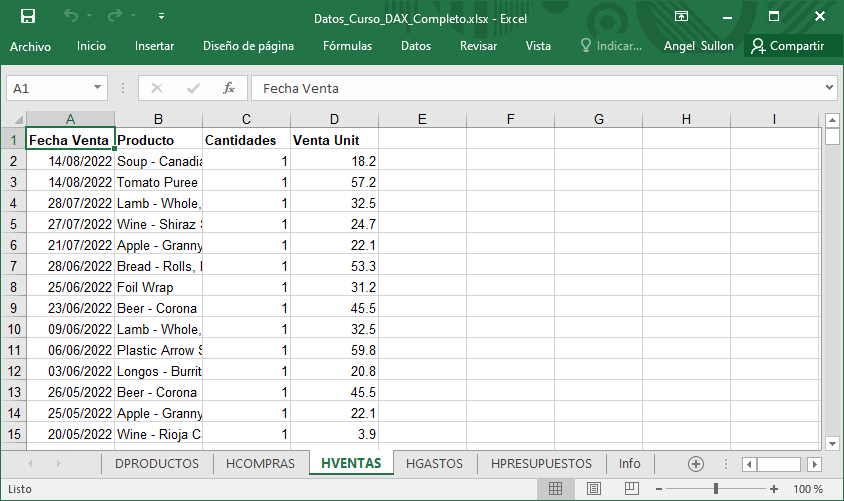 Datos_Curso_DAX_Completo.xlsx - Excel
Archivo Inicio Insertar Diseño de página Fórmulas Datos Revisar Vista Indicar... Angel Sullon Compartir
A1 fx Fecha Venta
A B C D E F G H I
1 Fecha Venta Producto Cantidades Venta Unit
2 14/08/2022 Soup - Canadia 1 18.2
3 14/08/2022 Tomato Puree 1 57.2
4 28/07/2022 Lamb - Whole, 1 32.5
5 27/07/2022 Wine - Shiraz S 1 24.7
6 21/07/2022 Apple - Granny 1 22.1
7 28/06/2022 Bread - Rolls, 1 53.3
8 25/06/2022 Foil Wrap 1 31.2
9 23/06/2022 Beer - Corona 1 45.5
10 09/06/2022 Lamb - Whole, 1 32.5
11 06/06/2022 Plastic Arrow S 1 59.8
12 03/06/2022 Longos - Burrit 1 20.8
13 26/05/2022 Beer - Corona 1 45.5
14 25/05/2022 Apple - Granny 1 22.1
15 20/05/2022 Wine - Rioja C 1 3.9
DPRODUCTOS HCOMPRAS HVENTAS HGASTOS HPRESUPUESTOS Info
Listo 100 %